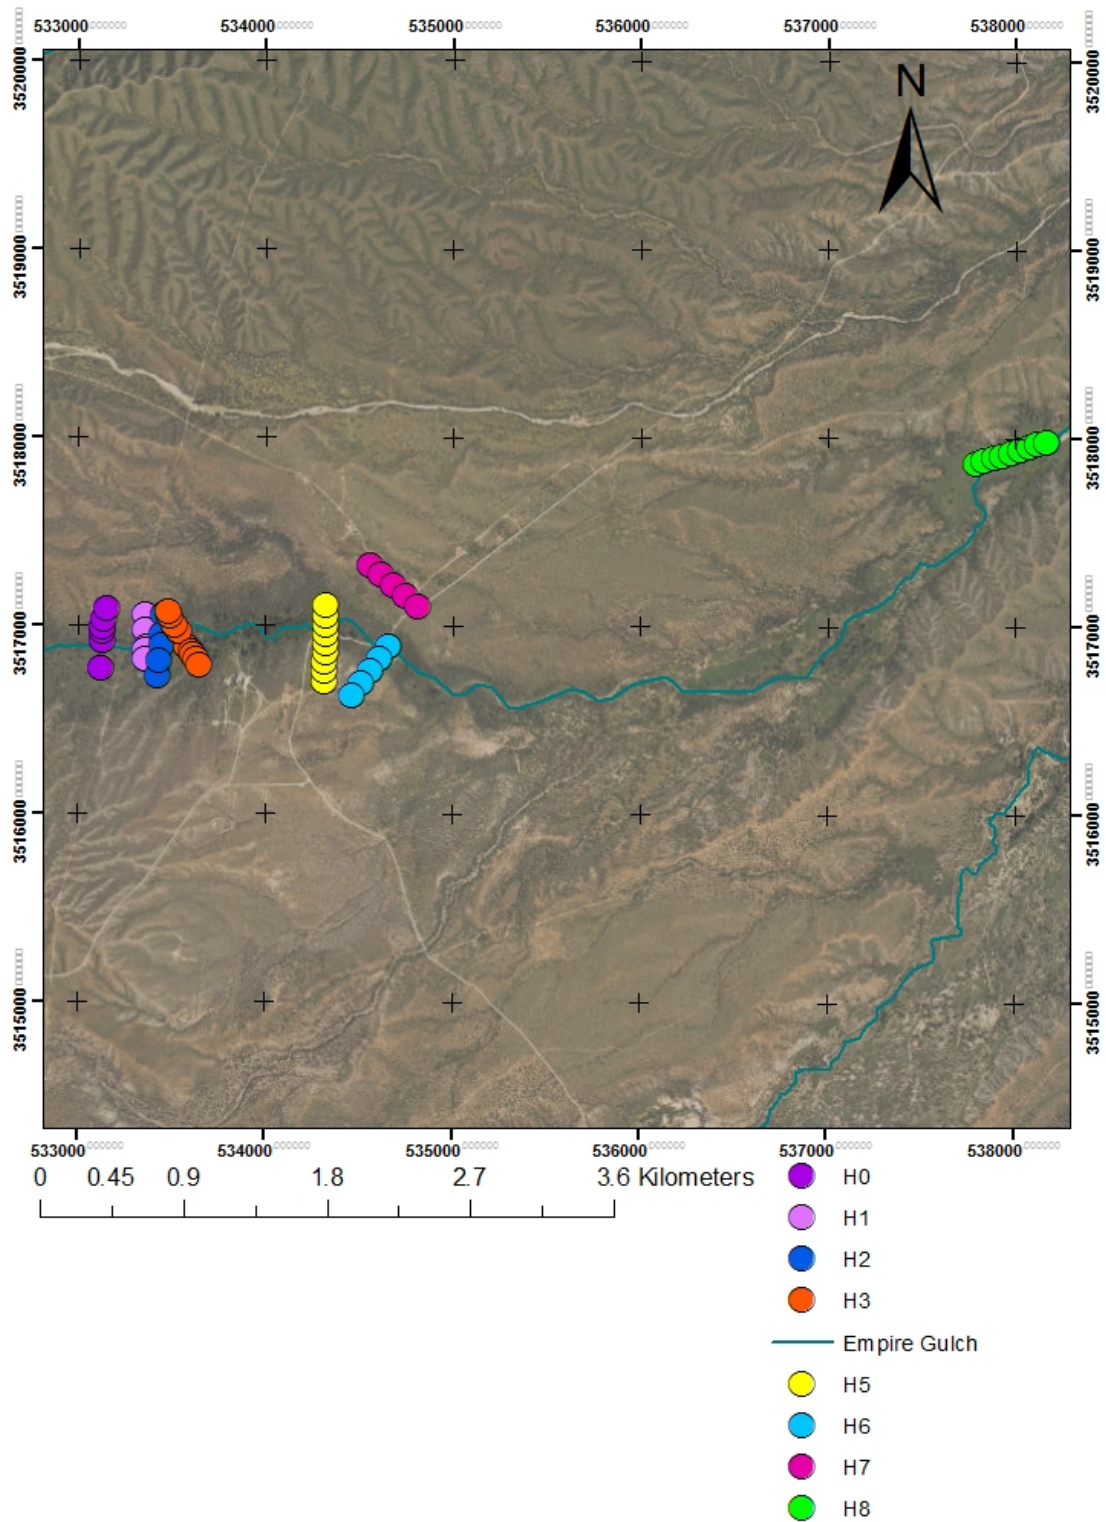 533000 534000 535000 536000 537000 538000
3520000 3520000
N
3519000 3519000
3518000 3518000
3517000 3517000
3516000 3516000
3515000 3515000
533000 534000 535000 536000 537000 538000
0 0.45 0.9 1.8 2.7 3.6 Kilometers
H0
H1
H2
H3
Empire Gulch
H5
H6
H7
H8